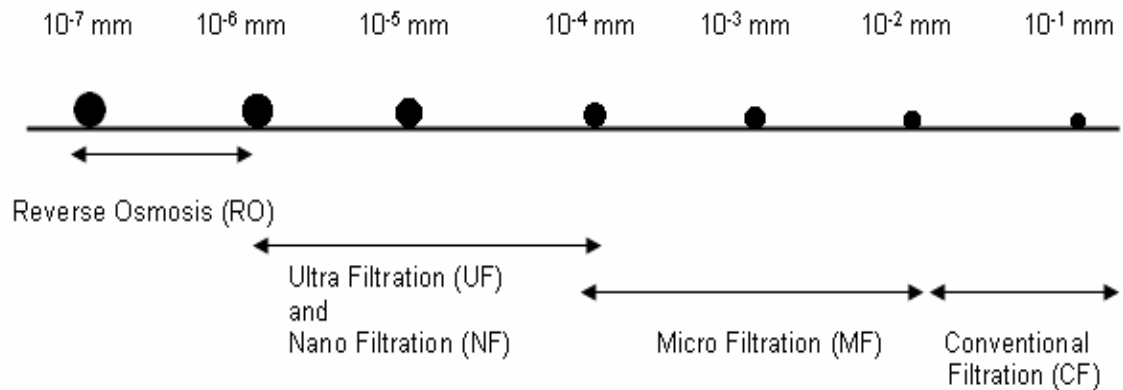 10⁻⁷ mm 10⁻⁶ mm 10⁻⁵ mm 10⁻⁴ mm 10⁻³ mm 10⁻² mm 10⁻¹ mm
Reverse Osmosis (RO)
Ultra Filtration (UF)
and
Nano Filtration (NF)
Micro Filtration (MF)
Conventional
Filtration (CF)